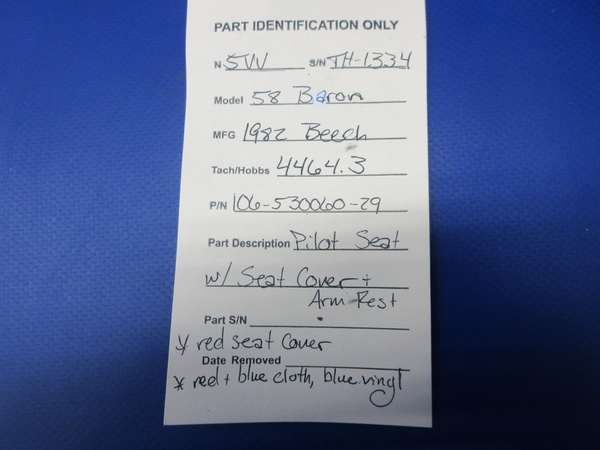 PART IDENTIFICATION ONLY
N 5VV S/N TH-1334
Model 58 Baron
MFG 1982 Beech
Tach/Hobbs 4464.3
P/N 106-530060-29
Part Description Pilot Seat
w/ Seat Cover +
Arm Rest
Part S/N
* red seat cover
Date Removed
* red + blue cloth, blue vinyl